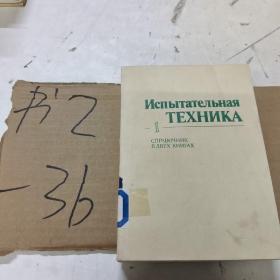 书2
-36
Испытательная
ТЕХНИКА
1
СПРАВОЧНИК
В ДВУХ КНИГАХ